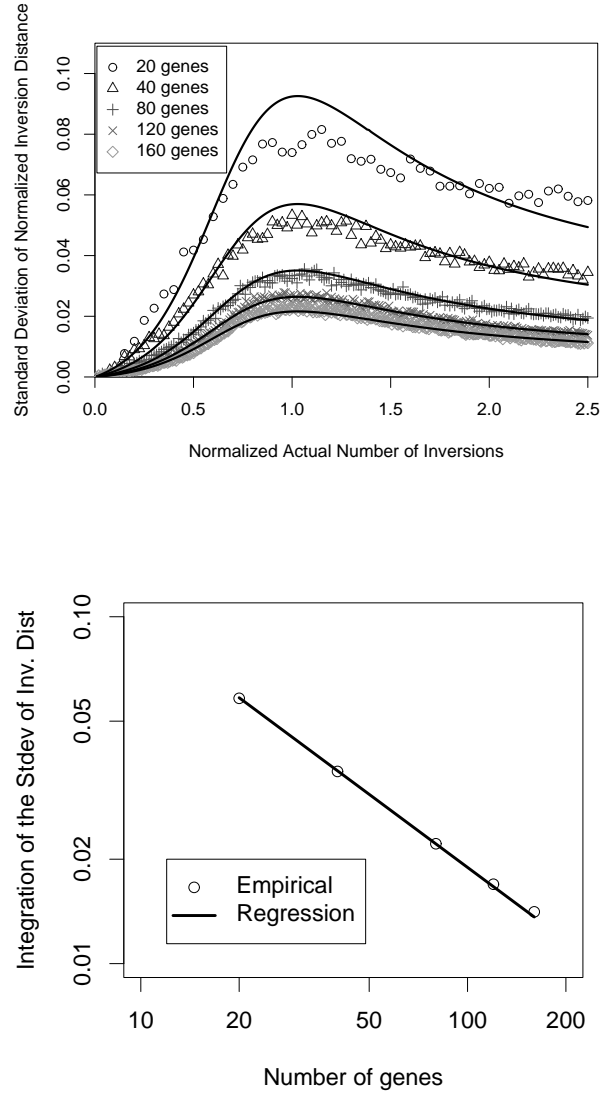 Standard Deviation of Normalized Inversion Distance
0.10
0.08
0.06
0.04
0.02
0.00
20 genes
40 genes
80 genes
120 genes
160 genes
0.0 0.5 1.0 1.5 2.0 2.5
Normalized Actual Number of Inversions
Integration of the Stdev of Inv. Dist
0.10
0.05
0.02
0.01
Empirical
Regression
10 20 50 100 200
Number of genes